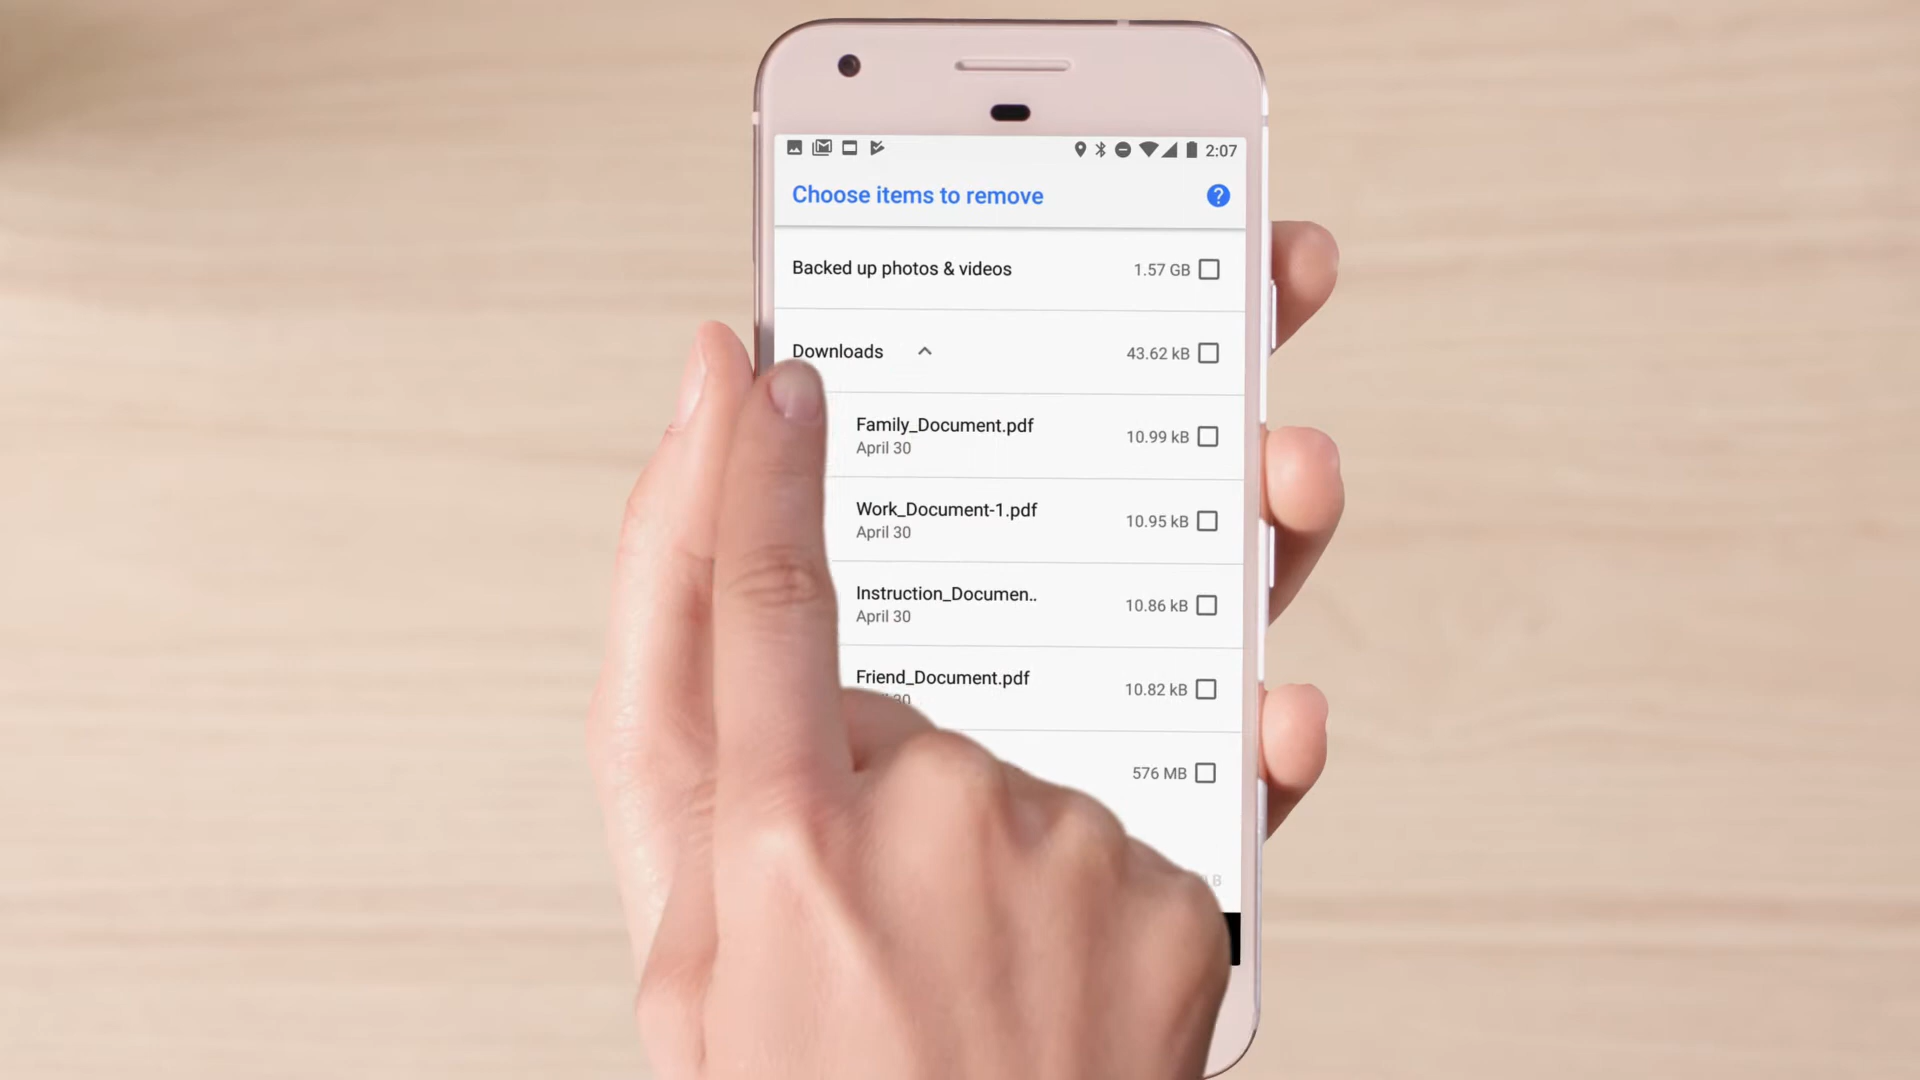 2:07
Choose items to remove
?
Backed up photos & videos 1.57 GB
Downloads 43.62 kB
Family_Document.pdf 10.99 kB
April 30
Work_Document-1.pdf 10.95 kB
April 30
Instruction_Documen.. 10.86 kB
April 30
Friend_Document.pdf 10.82 kB
576 MB